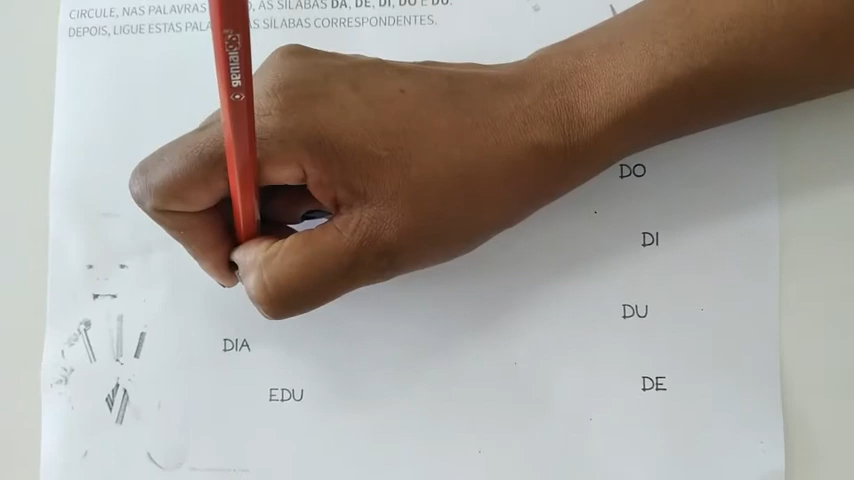 CIRCULE, NAS PALAVRAS AS SÍLABAS DA, DE, DI, DO E DU.
DEPOIS, LIGUE ESTAS SÍLABAS CORRESPONDENTES.
genial
DO
DI
DU
DIA
DE
EDU